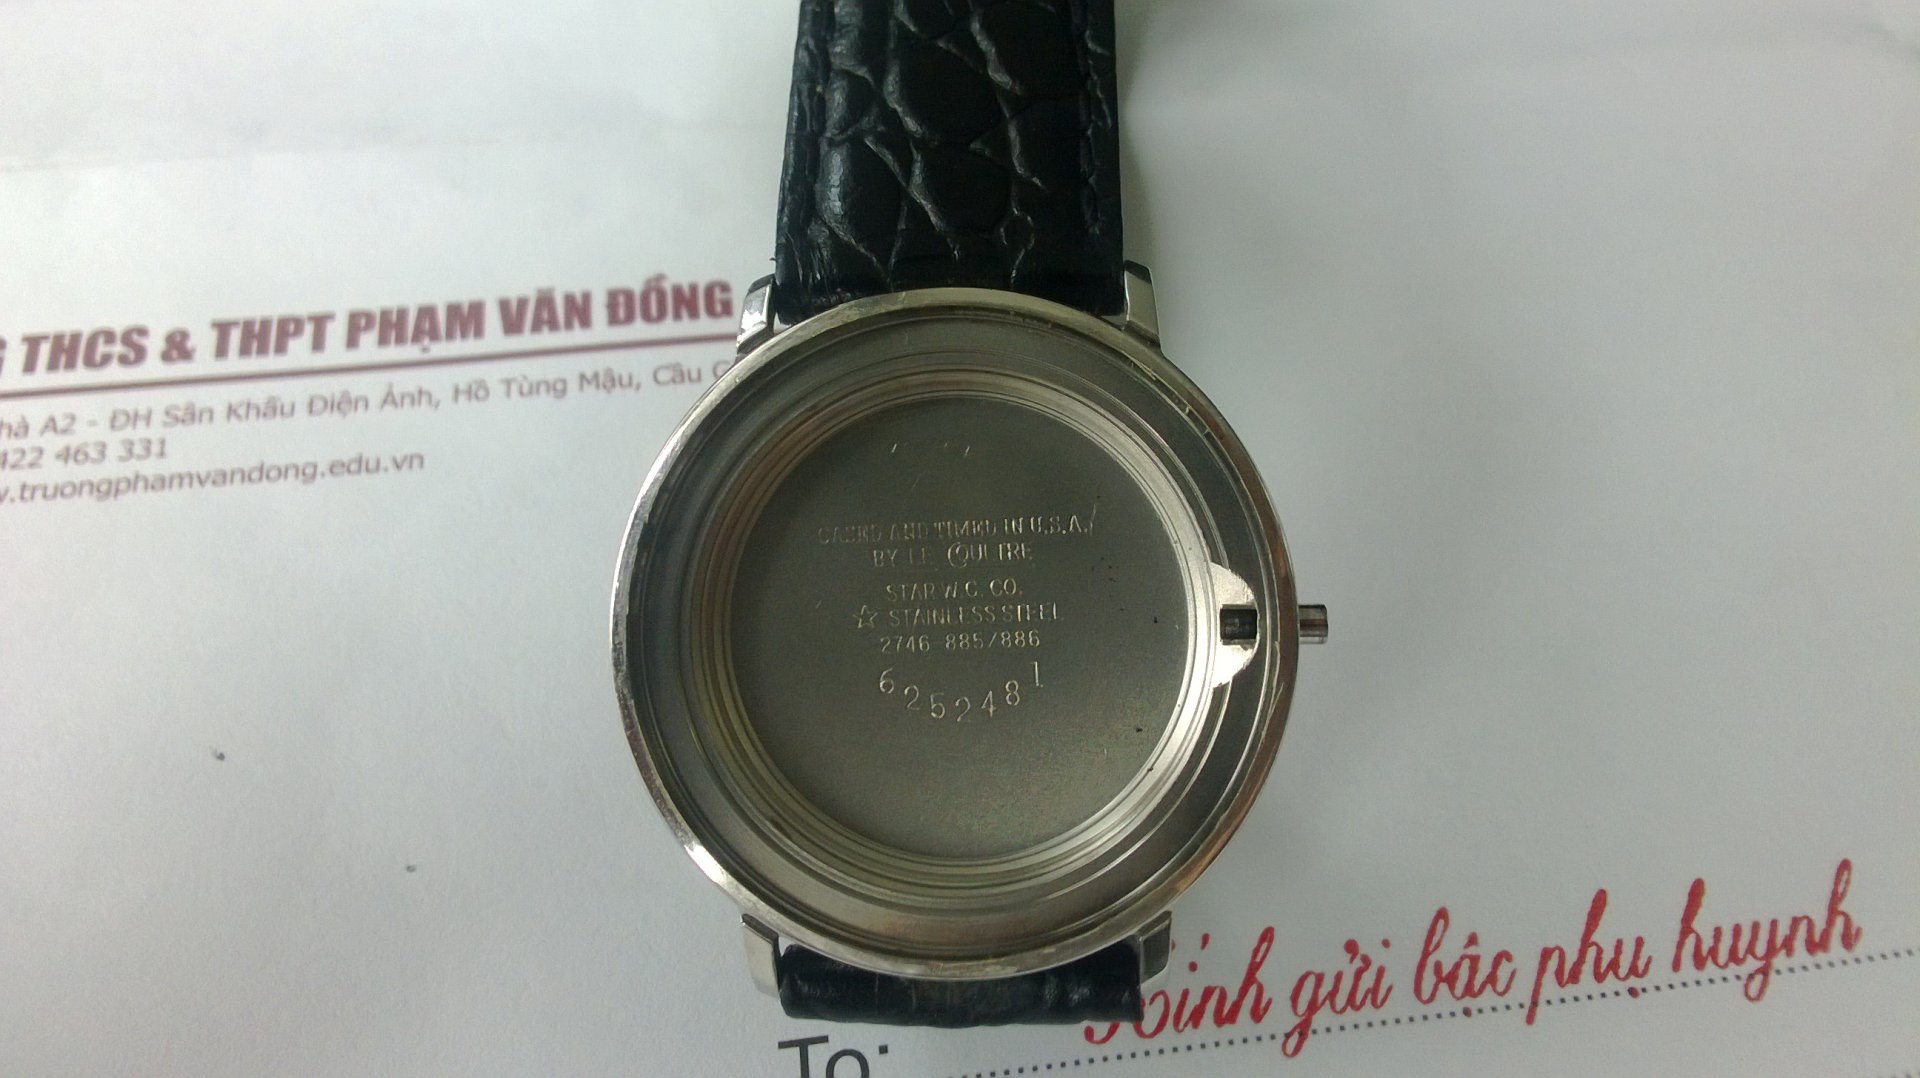 G THCS & THPT PHẠM VĂN ĐỒNG
hà A2 - ĐH Sân Khấu Điện Ảnh, Hồ Tùng Mậu, Cầu
422 463 331
w.truongphamvandong.edu.vn
CASED AND TIMED IN U.S.A.
BY LE COULTRE
STAR W.C. CO.
☆ STAINLESS STEEL
2746 885/886
6252481
Kính gửi bậc phụ huynh
To: